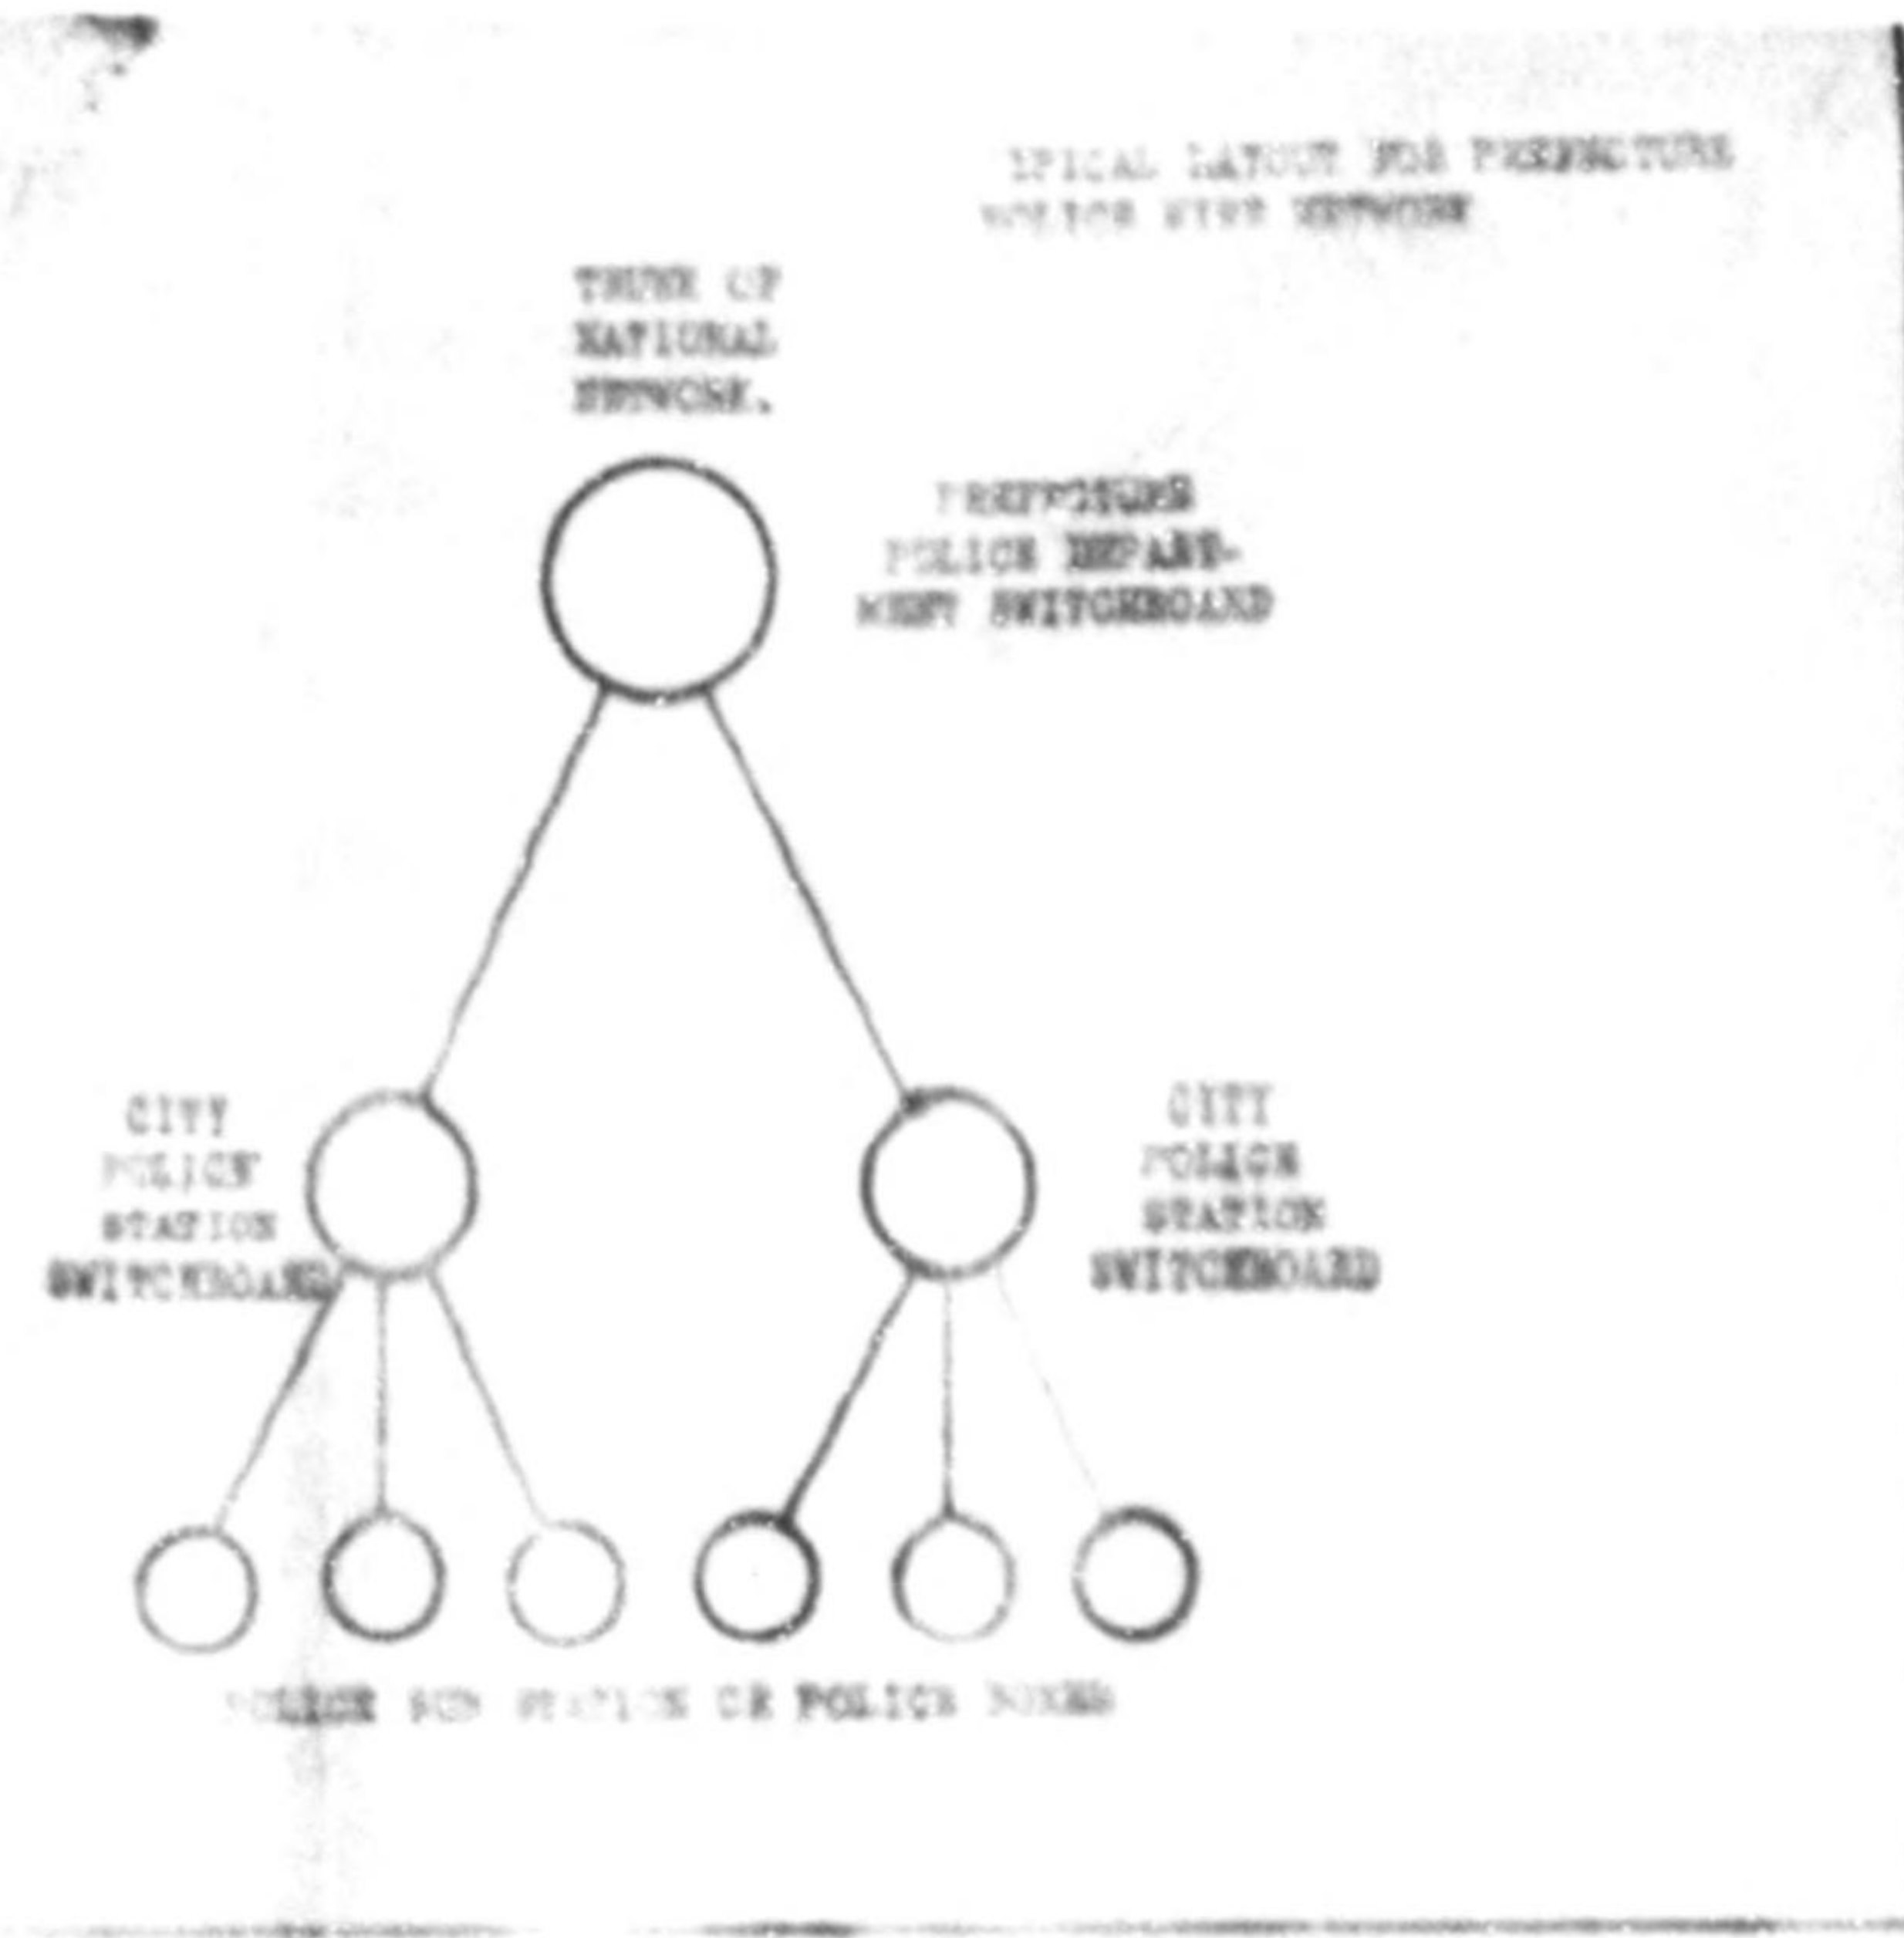 TYPICAL LAYOUT FOR PREFECTURE
POLICE WIRE NETWORK
TRUNK OF
NATIONAL
NETWORK.
PREFECTURE
POLICE DEPART-
MENT SWITCHBOARD
CITY
POLICE
STATION
SWITCHBOARD
CITY
POLICE
STATION
SWITCHBOARD
POLICE SUB STATION OR POLICE BOXES